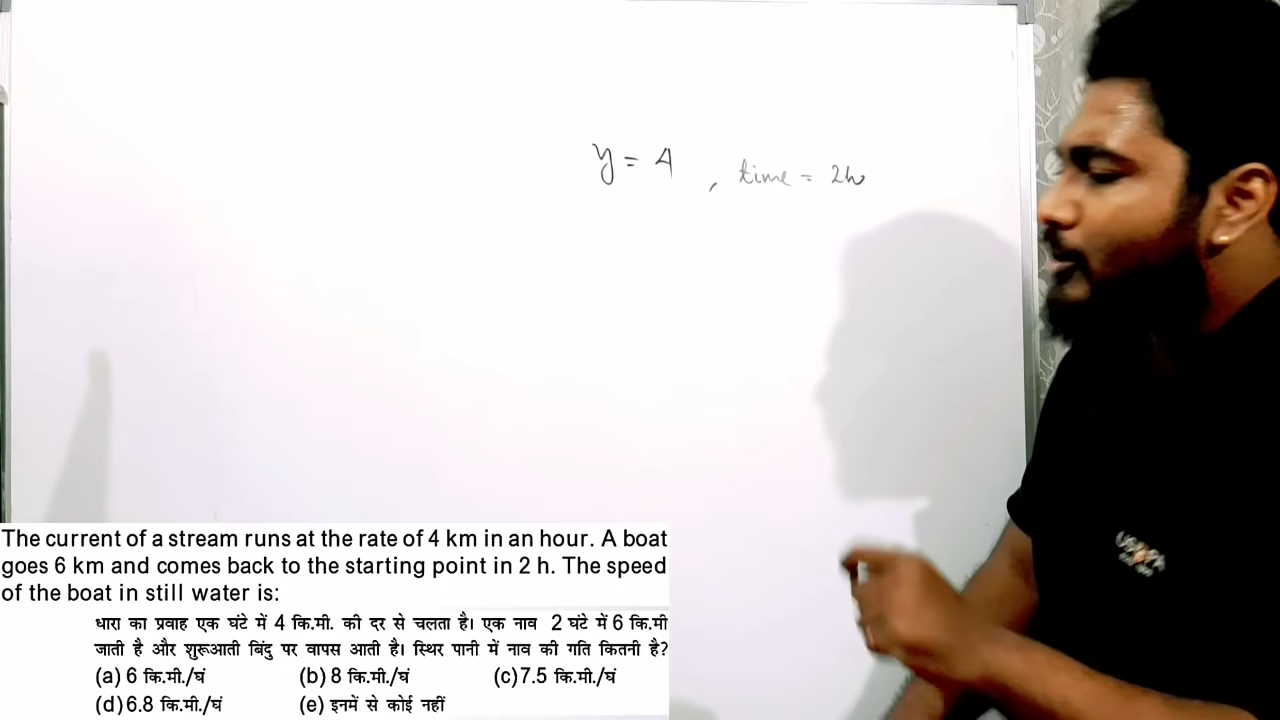 y = 4 , time = 2h
The current of a stream runs at the rate of 4 km in an hour. A boat
goes 6 km and comes back to the starting point in 2 h. The speed
of the boat in still water is:
धारा का प्रवाह एक घंटे में 4 कि.मी. की दर से चलता है। एक नाव 2 घंटे में 6 कि.मी
जाती है और शुरूआती बिंदु पर वापस आती है। स्थिर पानी में नाव की गति कितनी है?
(a) 6 कि.मी./घं (b) 8 कि.मी./घं (c) 7.5 कि.मी./घं
(d) 6.8 कि.मी./घं (e) इनमें से कोई नहीं